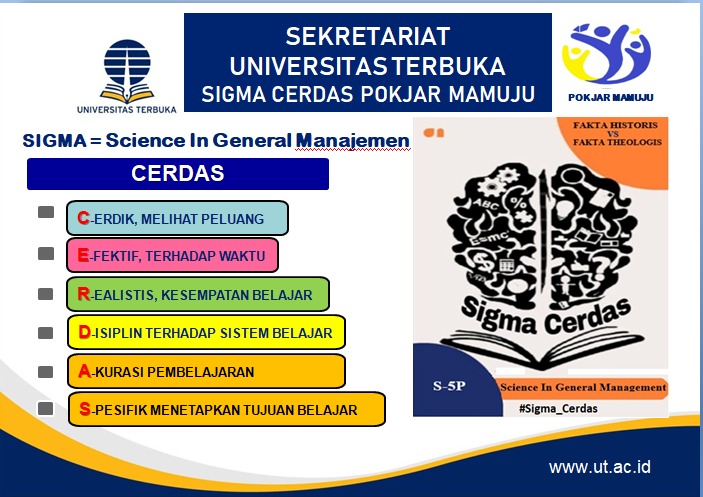 SEKRETARIAT
UNIVERSITAS TERBUKA
SIGMA CERDAS POKJAR MAMUJU
UNIVERSITAS TERBUKA
POKJAR MAMUJU
SIGMA = Science In General Manajemen
CERDAS
C-ERDIK, MELIHAT PELUANG
E-FEKTIF, TERHADAP WAKTU
R-EALISTIS, KESEMPATAN BELAJAR
D-ISIPLIN TERHADAP SISTEM BELAJAR
A-KURASI PEMBELAJARAN
S-PESIFIK MENETAPKAN TUJUAN BELAJAR
FAKTA HISTORIS
VS
FAKTA THEOLOGIS
ABC
E=mc²
Sigma Cerdas
S-5P
Science In General Management
#Sigma_Cerdas
www.ut.ac.id